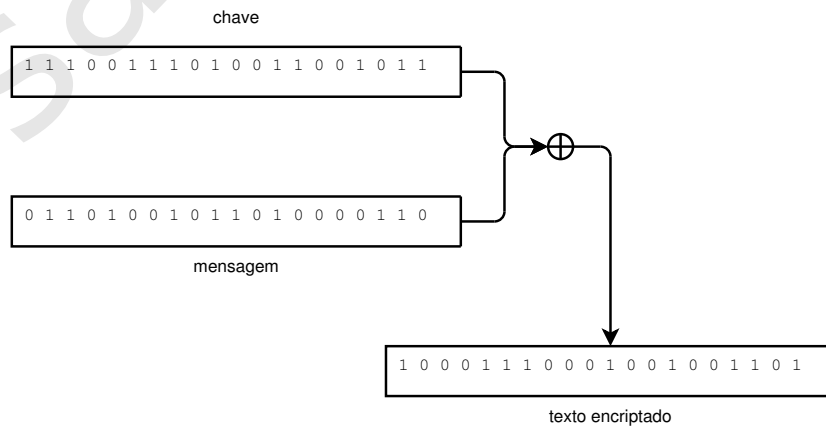 chave
1 1 1 0 0 1 1 1 0 1 0 0 1 1 0 0 1 0 1 1
0 1 1 0 1 0 0 1 0 1 1 0 1 0 0 0 0 1 1 0
mensagem
1 0 0 0 1 1 1 0 0 0 1 0 0 1 0 0 1 1 0 1
texto encriptado